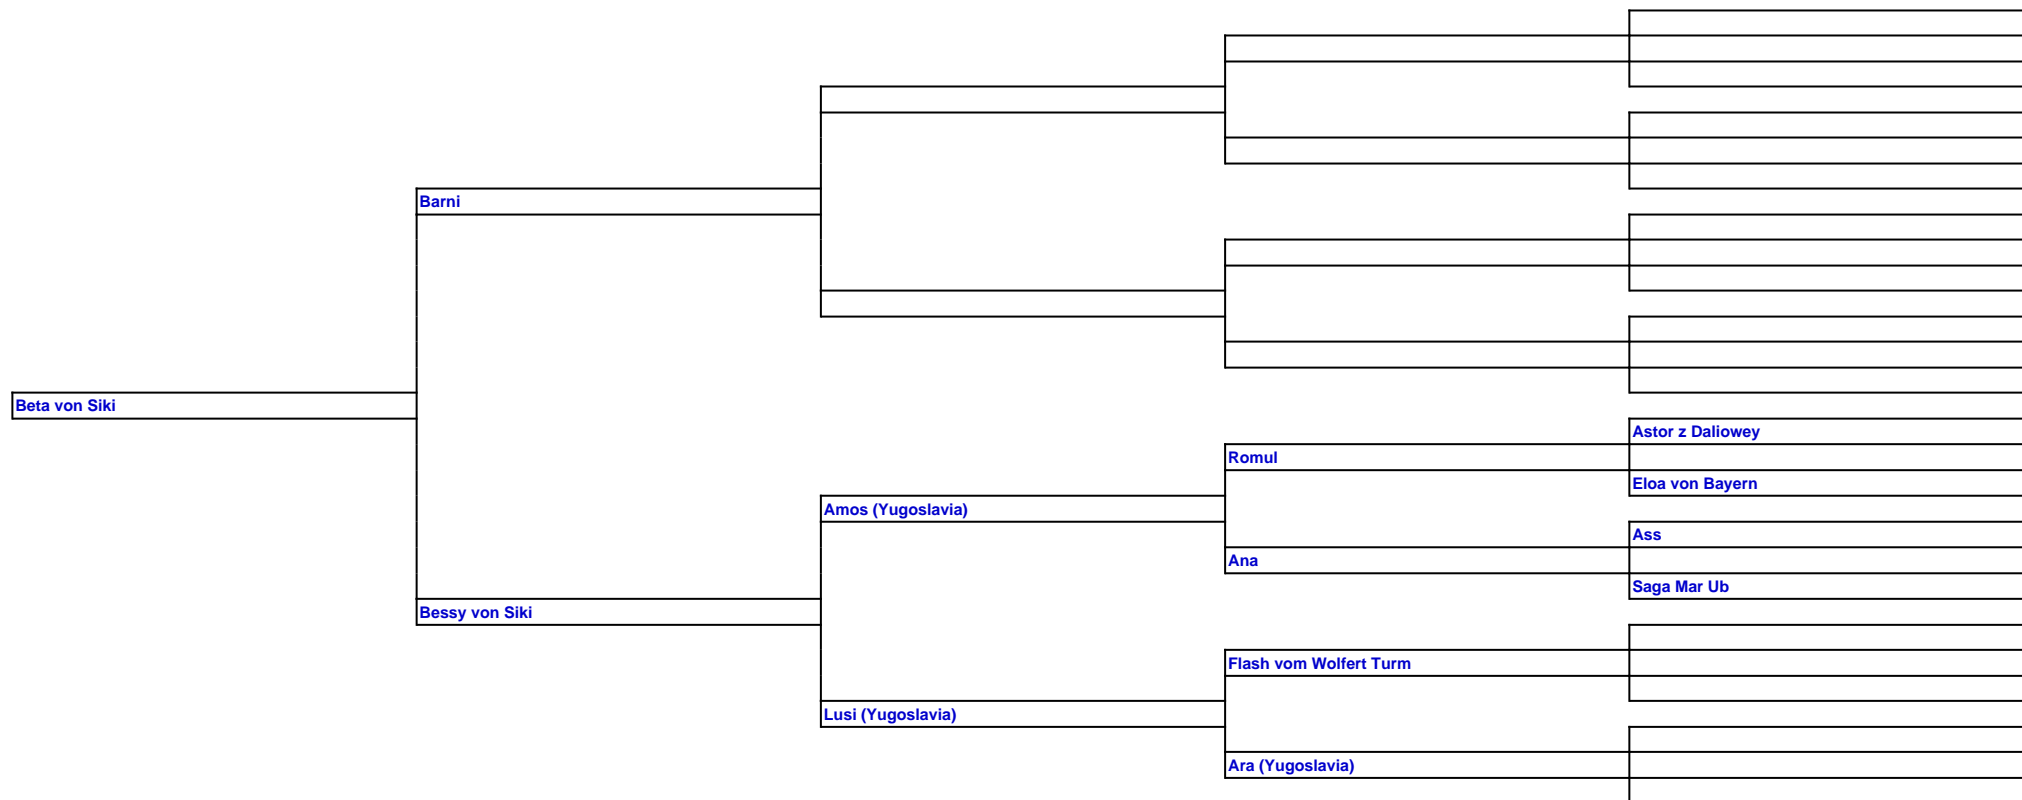 Barni
Beta von Siki
Astor z Daliowey
Romul
Eloa von Bayern
Amos (Yugoslavia)
Ass
Ana
Saga Mar Ub
Bessy von Siki
Flash vom Wolfert Turm
Lusi (Yugoslavia)
Ara (Yugoslavia)